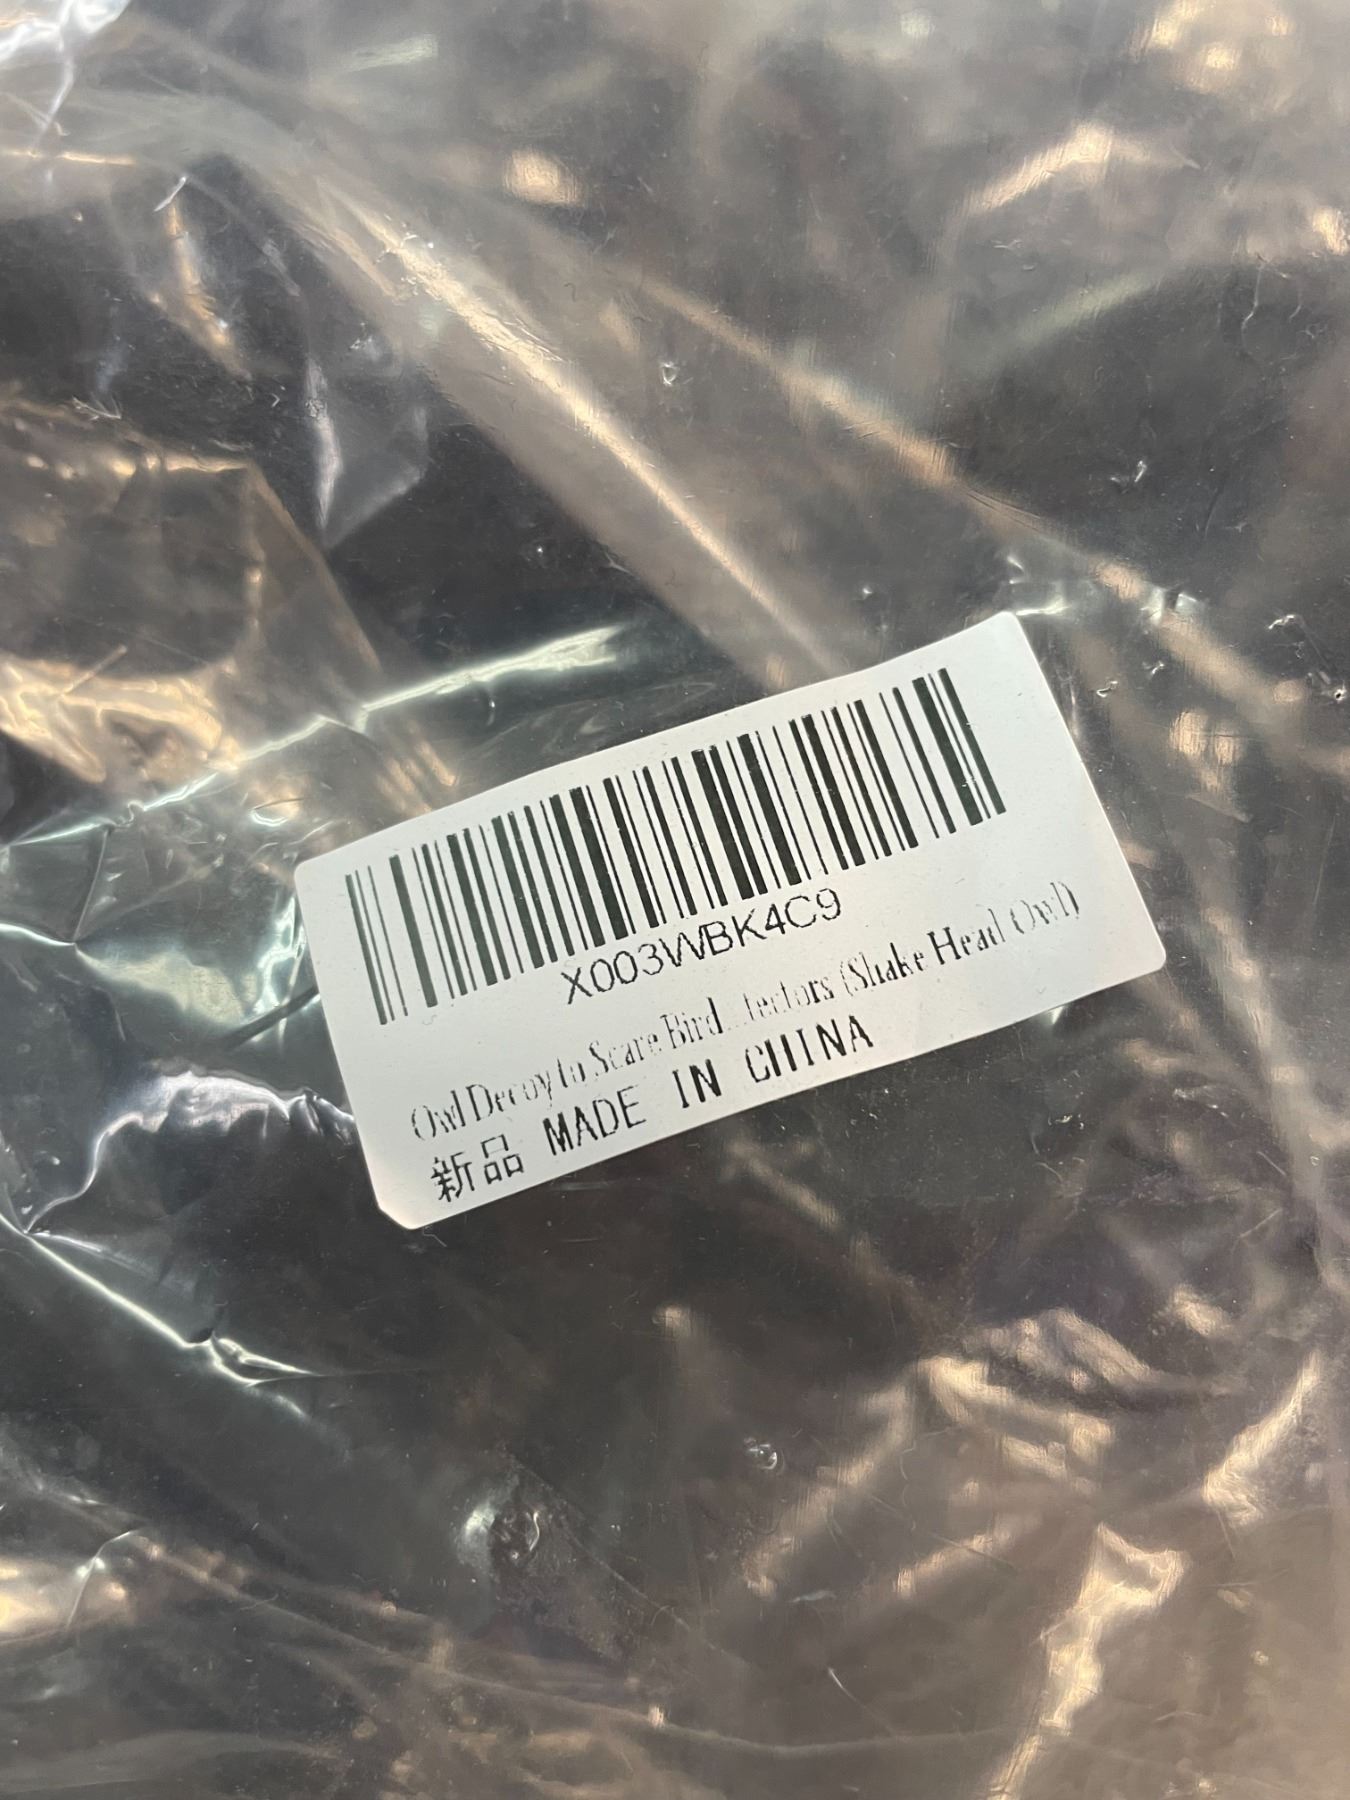 X003WBK4C9
Owl Decoy to Scare Bird...tectors (Shake Head Owl)
新品 MADE IN CHINA